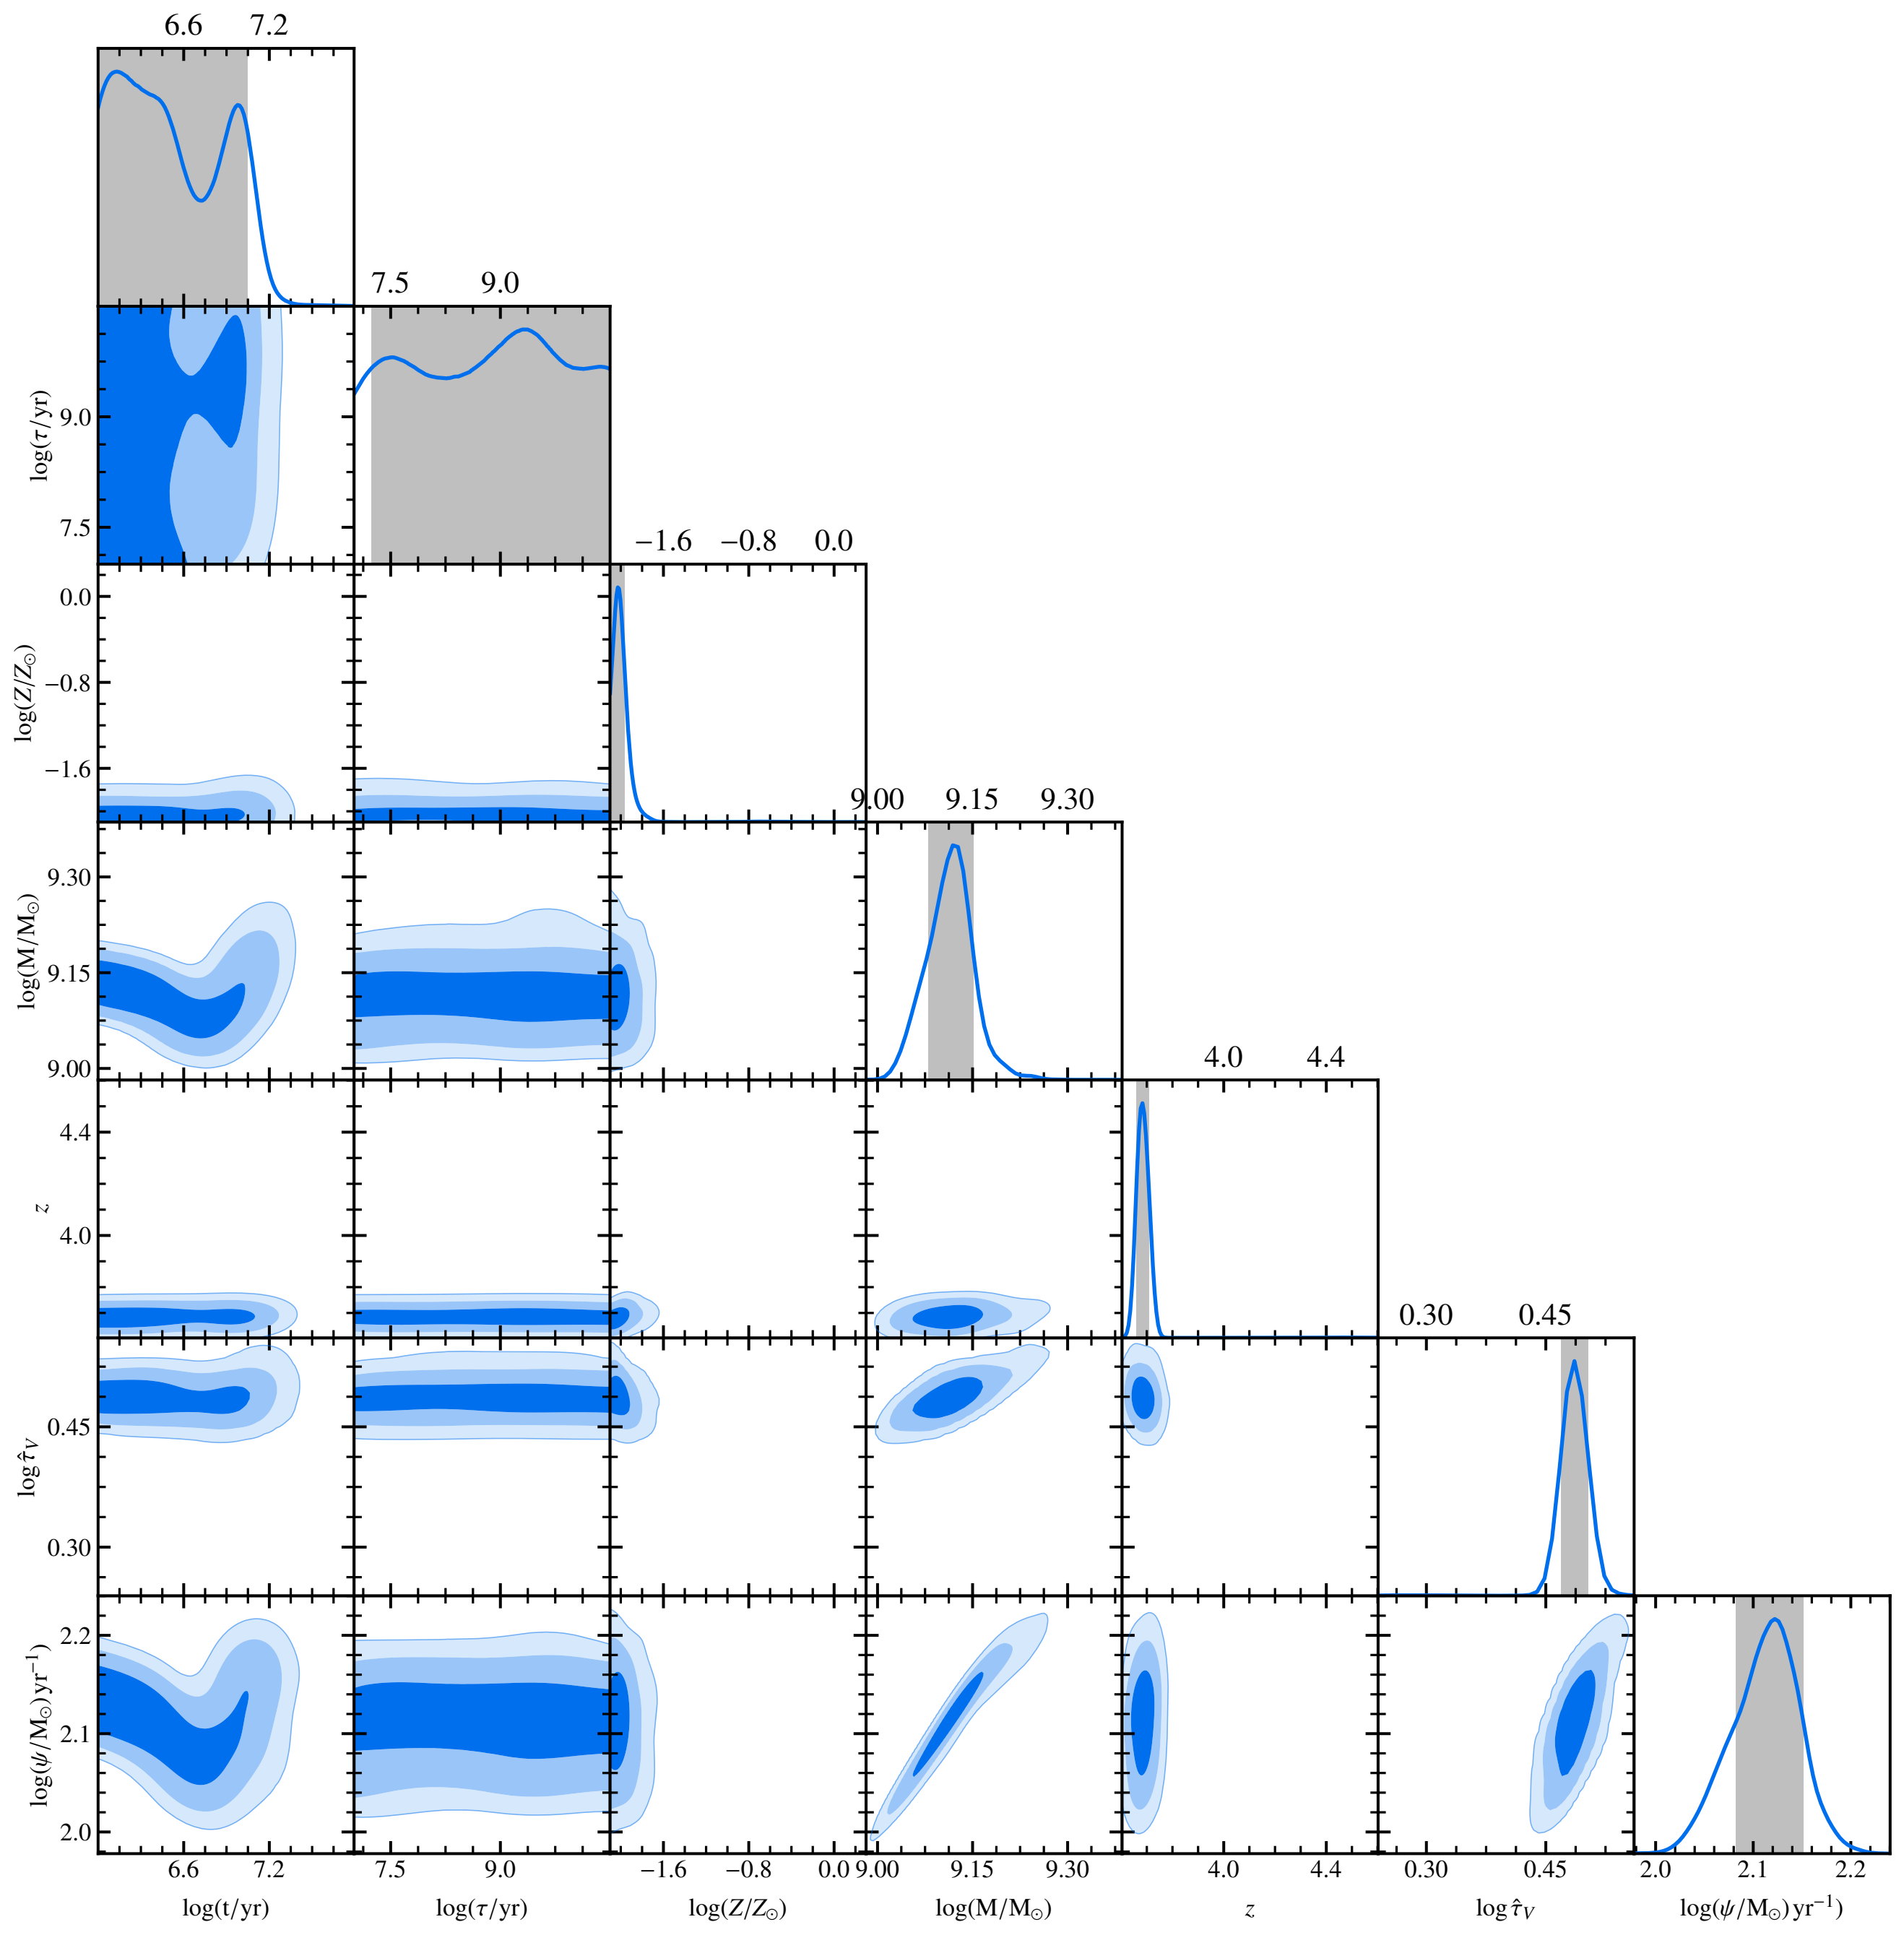 6.6 7.2
7.5 9.0
log(τ/yr)
9.0
7.5
−1.6 −0.8 0.0
log(Z/Z⊙)
0.0
−0.8
−1.6
9.00 9.15 9.30
log(M/M⊙)
9.30
9.15
9.00
4.0 4.4
z
4.4
4.0
0.30 0.45
log τ̂V
0.45
0.30
log(ψ/M⊙) yr⁻¹)
2.2
2.1
2.0
6.6 7.2 7.5 9.0 −1.6 −0.8 0.0 9.00 9.15 9.30 4.0 4.4 0.30 0.45 2.0 2.1 2.2
log(t/yr) log(τ/yr) log(Z/Z⊙) log(M/M⊙) z log τ̂V log(ψ/M⊙) yr⁻¹)